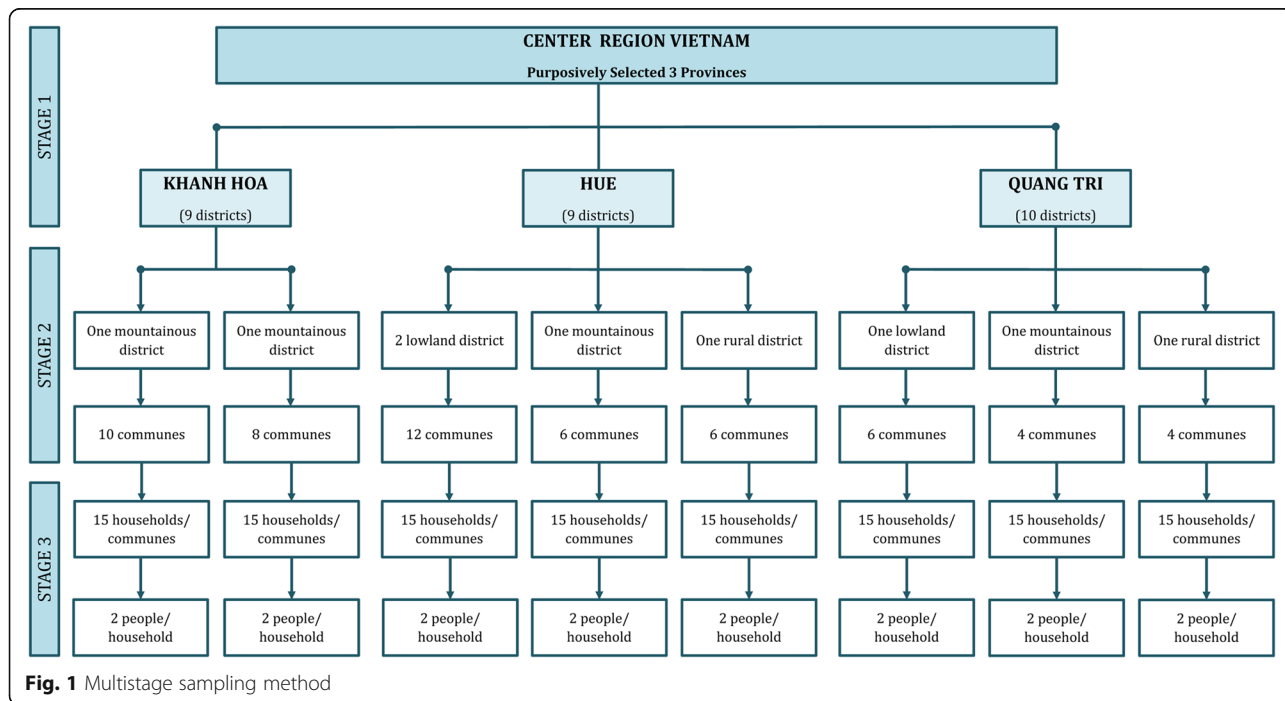 CENTER REGION VIETNAM
Purposively Selected 3 Provinces
STAGE 1
KHANH HOA
(9 districts)
HUE
(9 districts)
QUANG TRI
(10 districts)
STAGE 2
One mountainous
district
One mountainous
district
2 lowland district
One mountainous
district
One rural district
One lowland
district
One mountainous
district
One rural district
10 communes
8 communes
12 communes
6 communes
6 communes
6 communes
4 communes
4 communes
STAGE 3
15 households/
communes
15 households/
communes
15 households/
communes
15 households/
communes
15 households/
communes
15 households/
communes
15 households/
communes
15 households/
communes
2 people/
household
2 people/
household
2 people/
household
2 people/
household
2 people/
household
2 people/
household
2 people/
household
2 people/
household
Fig. 1 Multistage sampling method